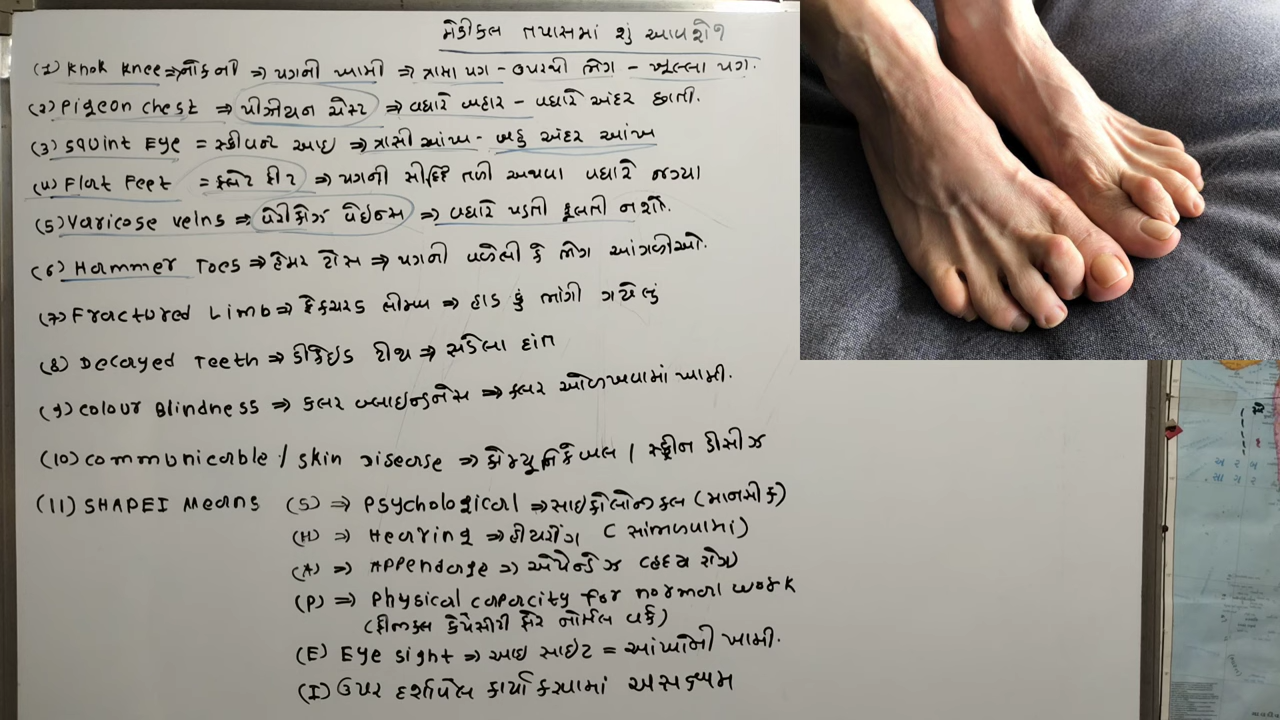 મેડીકલ તપાસમાં શું આવશે?
(1) Knok Knee ⇒ નોક ની ⇒ પગની ખામી ⇒ ત્રાસા પગ - ઉપરથી ભેગ - ખૂલ્લા પગ.
(2) Pigeon Chest ⇒ પીઝીયન ચેસ્ટ ⇒ વધારે બહાર - વધારે અંદર છાતી.
(3) Squint Eye = સ્કીવન્ટ આઇ ⇒ ત્રાસી આંખ - બહુ અંદર આંખ
(4) Flat Feet = ફ્લેટ ફીટ ⇒ પગની સીધી તળી અથવા વધારે જગ્યા
(5) Varicose veins ⇒ વેરીકોઝ વેઇન્સ ⇒ વધારે પડતી ફૂલતી નશો.
(6) Hammer Toes ⇒ હેમર ટોસ ⇒ પગની વળેલી કે ભેગ આંગળીઓ.
(7) Fractured Limb ⇒ ફેક્ચરડ લીમ્બ ⇒ હાડકું ભાંગી ગયેલું
(8) Decayed Teeth ⇒ ડીકેઇડ ટીથ ⇒ સડેલા દાંત
(9) Colour Blindness ⇒ કલર બ્લાઇન્ડનેસ ⇒ કલર ઓળખવામાં ખામી.
(10) Communicable / Skin Disease ⇒ કોમ્યૂનિકેબલ / સ્કીન ડીસીઝ
(11) SHAPEI Means (S) ⇒ Psychological ⇒ સાઇકોલોજીકલ (માનસીક)
(H) ⇒ Hearing ⇒ હીયરીંગ (સાંભળવામાં)
(A) ⇒ Appendage ⇒ એપેન્ડેઝ (હદય રોગ)
(P) ⇒ Physical capacity for normal work
(ફીજીકલ કેપેસીટી ફોર નોર્મલ વર્ક)
(E) Eye sight ⇒ આઇ સાઇટ = આંખોની ખામી.
(I) ઉપર દર્શાવેલ કાર્યો કરવામાં અસક્ષમ